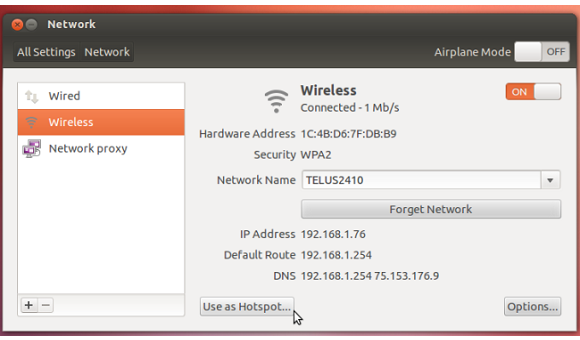 Network
All Settings Network Airplane Mode OFF
Wired
Wireless
Network proxy
Wireless ON
Connected - 1 Mb/s
Hardware Address 1C:4B:D6:7F:DB:B9
Security WPA2
Network Name TELUS2410
Forget Network
IP Address 192.168.1.76
Default Route 192.168.1.254
DNS 192.168.1.254 75.153.176.9
+ −
Use as Hotspot... Options...